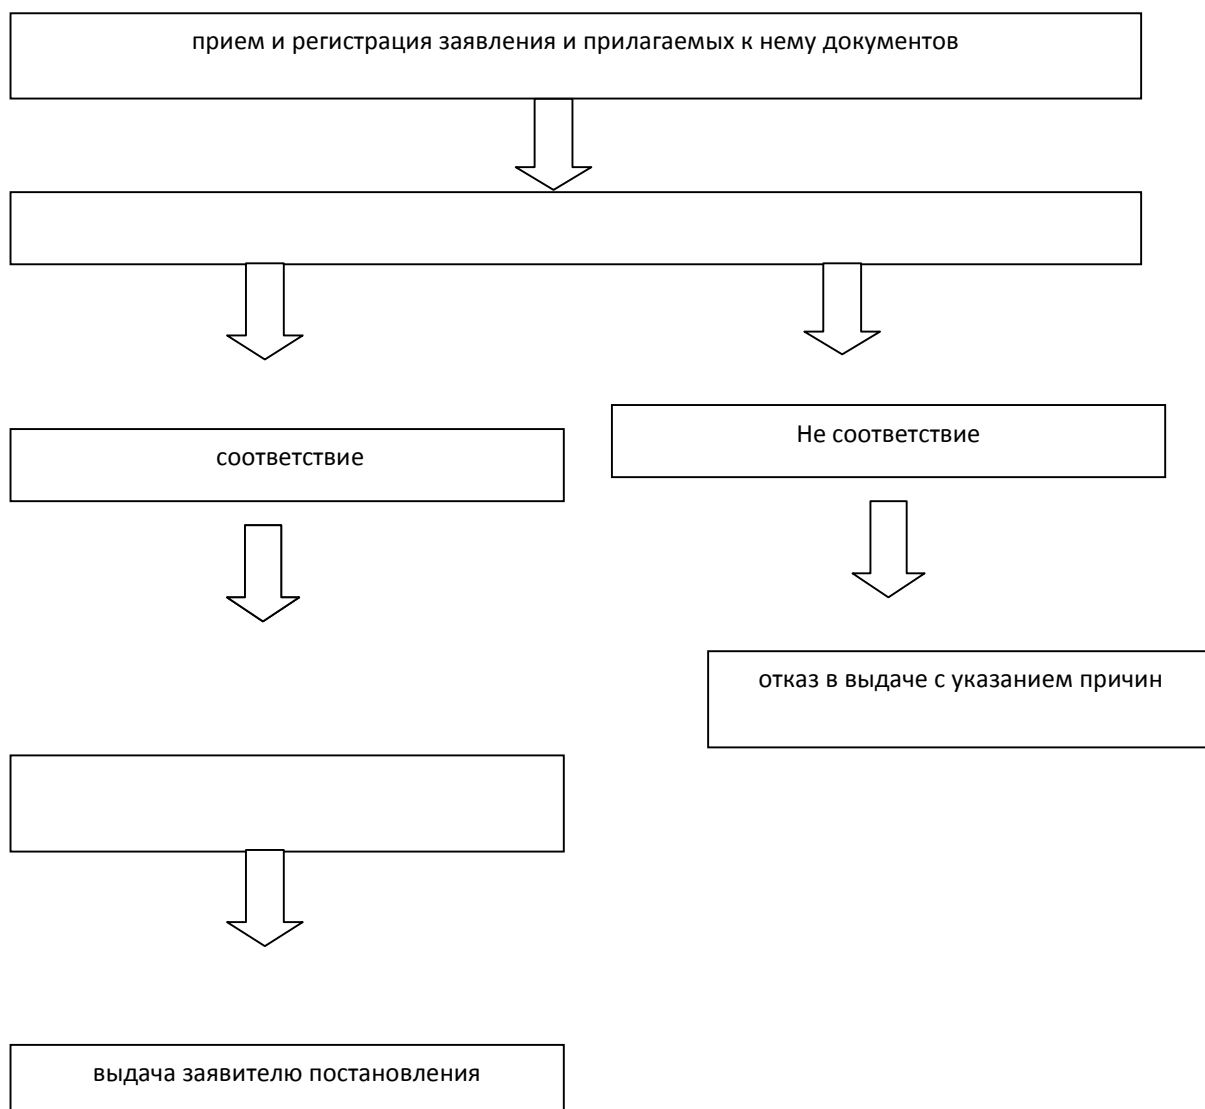 прием и регистрация заявления и прилагаемых к нему документов
Не соответствие
соответствие
отказ в выдаче с указанием причин
выдача заявителю постановления